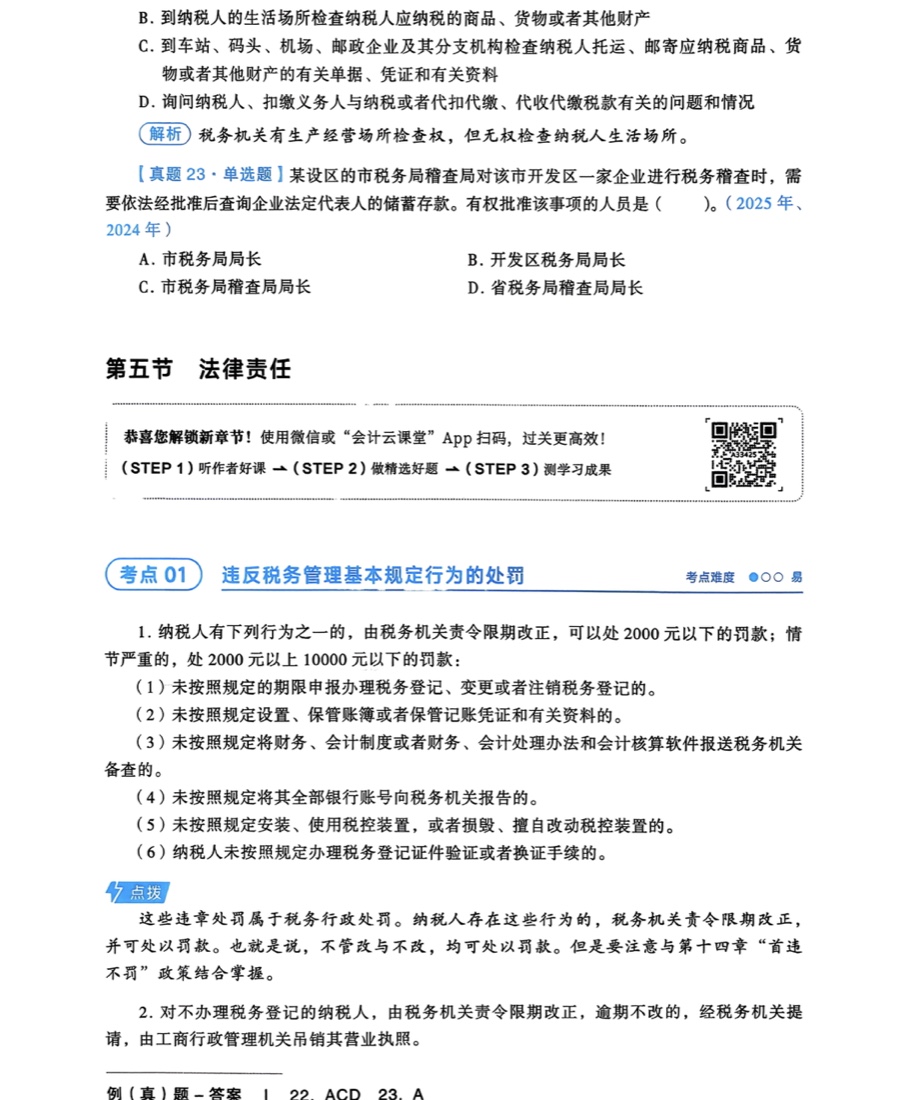 B. 到纳税人的生活场所检查纳税人应纳税的商品、货物或者其他财产
C. 到车站、码头、机场、邮政企业及其分支机构检查纳税人托运、邮寄应纳税商品、货
物或者其他财产的有关单据、凭证和有关资料
D. 询问纳税人、扣缴义务人与纳税或者代扣代缴、代收代缴税款有关的问题和情况
解析 税务机关有生产经营场所检查权，但无权检查纳税人生活场所。
【真题 23·单选题】某设区的市税务局稽查局对该市开发区一家企业进行税务稽查时，需
要依法经批准后查询企业法定代表人的储蓄存款。有权批准该事项的人员是（　　）。（2025 年、
2024 年）
A. 市税务局局长　　B. 开发区税务局局长
C. 市税务局稽查局局长　　D. 省税务局稽查局局长
第五节　法律责任
恭喜您解锁新章节！使用微信或“会计云课堂”App 扫码，过关更高效！
（STEP 1）听作者好课 → （STEP 2）做精选好题 → （STEP 3）测学习成果
A33425
考点 01　违反税务管理基本规定行为的处罚　考点难度 ●○○ 易
1. 纳税人有下列行为之一的，由税务机关责令限期改正，可以处 2000 元以下的罚款；情
节严重的，处 2000 元以上 10000 元以下的罚款：
（1）未按照规定的期限申报办理税务登记、变更或者注销税务登记的。
（2）未按照规定设置、保管账簿或者保管记账凭证和有关资料的。
（3）未按照规定将财务、会计制度或者财务、会计处理办法和会计核算软件报送税务机关
备查的。
（4）未按照规定将其全部银行账号向税务机关报告的。
（5）未按照规定安装、使用税控装置，或者损毁、擅自改动税控装置的。
（6）纳税人未按照规定办理税务登记证件验证或者换证手续的。
点拨
这些违章处罚属于税务行政处罚。纳税人存在这些行为的，税务机关责令限期改正，
并可处以罚款。也就是说，不管改与不改，均可处以罚款。但是要注意与第十四章“首违
不罚”政策结合掌握。
2. 对不办理税务登记的纳税人，由税务机关责令限期改正，逾期不改的，经税务机关提
请，由工商行政管理机关吊销其营业执照。
例（真）题－答案　|　22. ACD　23. A